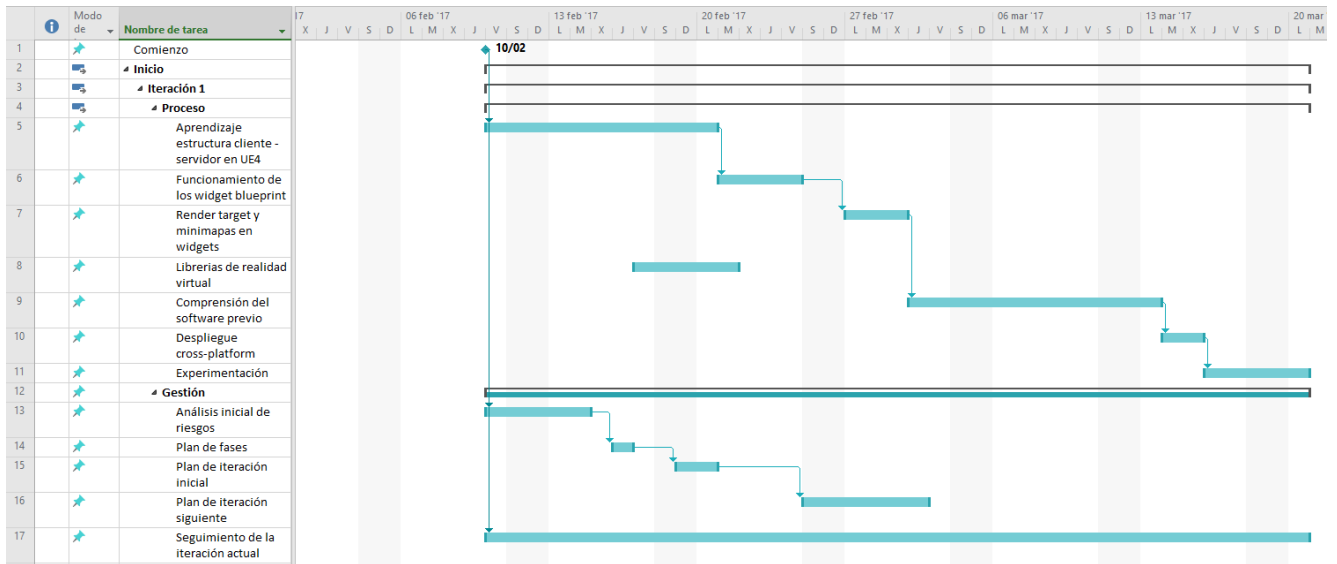 Modo
de
Nombre de tarea
17
06 feb '17
13 feb '17
20 feb '17
27 feb '17
06 mar '17
13 mar '17
20 mar
X J V S D L M X J V S D L M X J V S D L M X J V S D L M X J V S D L M X J V S D L M X J V S D L M
1 Comienzo
10/02
2 Inicio
3 Iteración 1
4 Proceso
5 Aprendizaje
estructura cliente -
servidor en UE4
6 Funcionamiento de
los widget blueprint
7 Render target y
minimapas en
widgets
8 Librerias de realidad
virtual
9 Comprensión del
software previo
10 Despliegue
cross-platform
11 Experimentación
12 Gestión
13 Análisis inicial de
riesgos
14 Plan de fases
15 Plan de iteración
inicial
16 Plan de iteración
siguiente
17 Seguimiento de la
iteración actual